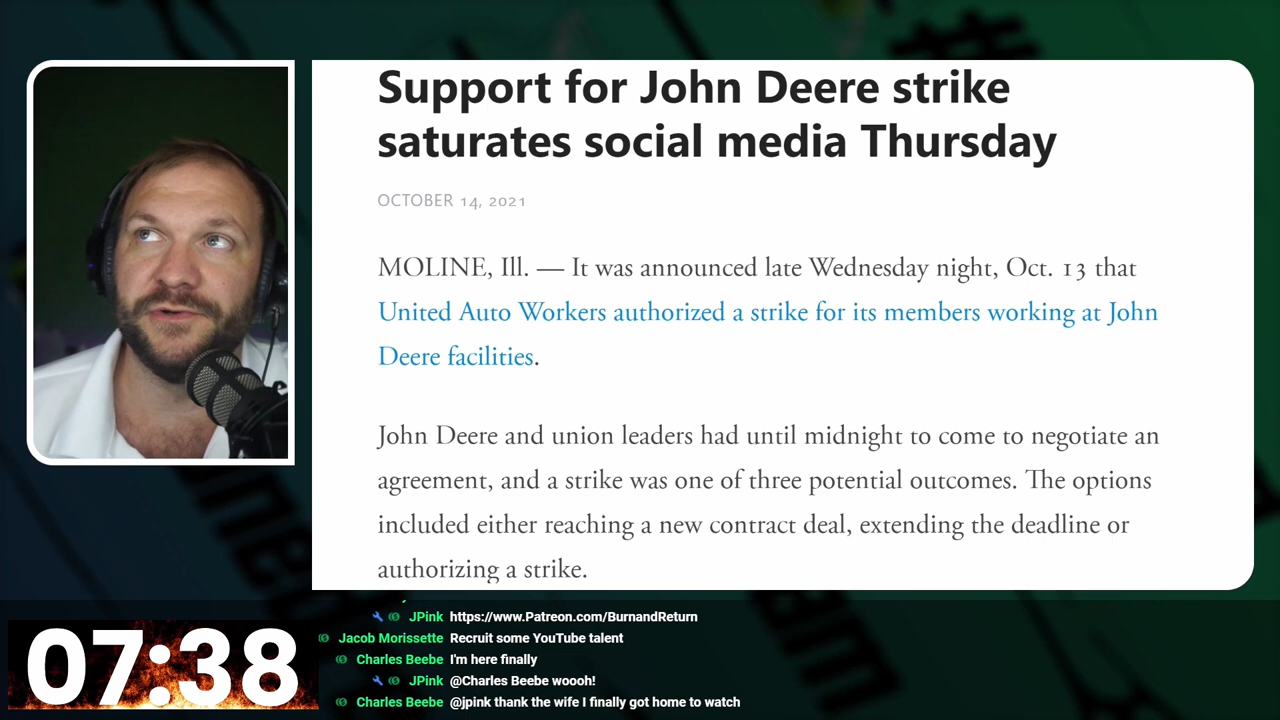 Support for John Deere strike
saturates social media Thursday
OCTOBER 14, 2021
MOLINE, Ill. — It was announced late Wednesday night, Oct. 13 that
United Auto Workers authorized a strike for its members working at John
Deere facilities.
John Deere and union leaders had until midnight to come to negotiate an
agreement, and a strike was one of three potential outcomes. The options
included either reaching a new contract deal, extending the deadline or
authorizing a strike.
JPink https://www.Patreon.com/BurnandReturn
Jacob Morissette Recruit some YouTube talent
Charles Beebe I'm here finally
JPink @Charles Beebe woooh!
Charles Beebe @jpink thank the wife I finally got home to watch
07:38